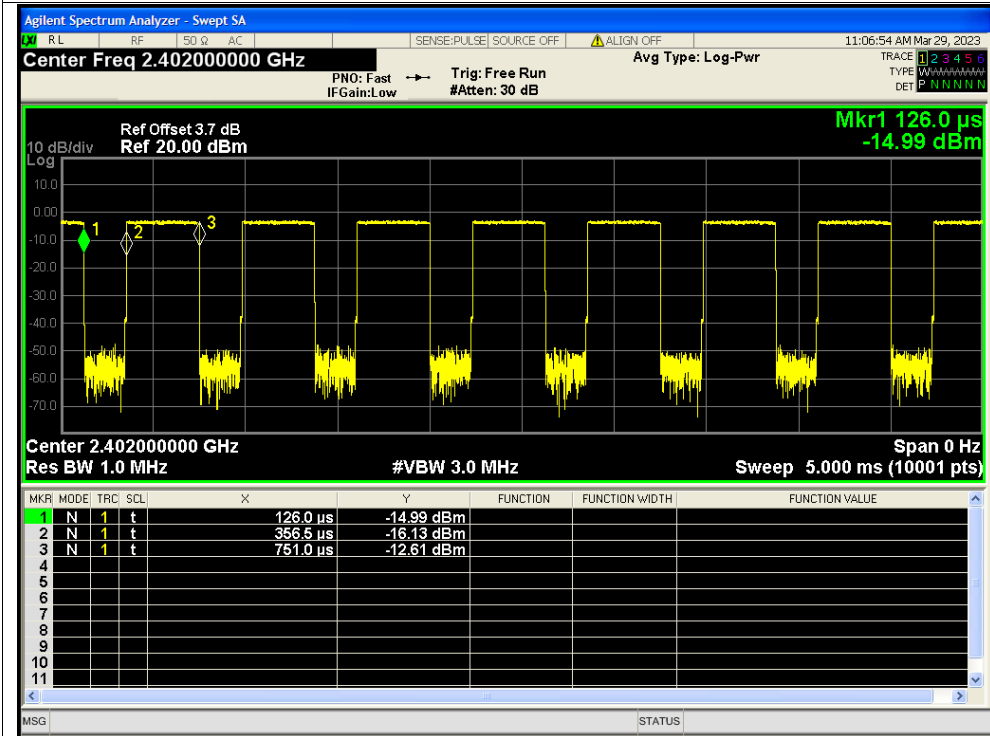 Agilent Spectrum Analyzer - Swept SA
LXI RL RF 50 Ω AC SENSE:PULSE SOURCE OFF ALIGN OFF 11:06:54 AM Mar 29, 2023
Center Freq 2.402000000 GHz
PNO: Fast
IFGain:Low
Trig: Free Run
#Atten: 30 dB
Avg Type: Log-Pwr
TRACE 1 2 3 4 5 6
TYPE WWWWWW
DET P N N N N N
Mkr1 126.0 µs
-14.99 dBm
Ref Offset 3.7 dB
10 dB/div Ref 20.00 dBm
Log
10.0
0.00
-10.0
-20.0
-30.0
-40.0
-50.0
-60.0
-70.0
1
2
3
Center 2.402000000 GHz Span 0 Hz
Res BW 1.0 MHz #VBW 3.0 MHz Sweep 5.000 ms (10001 pts)
MKR MODE TRC SCL X Y FUNCTION FUNCTION WIDTH FUNCTION VALUE
1 N 1 t 126.0 µs -14.99 dBm
2 N 1 t 356.5 µs -16.13 dBm
3 N 1 t 751.0 µs -12.61 dBm
4
5
6
7
8
9
10
11
MSG STATUS